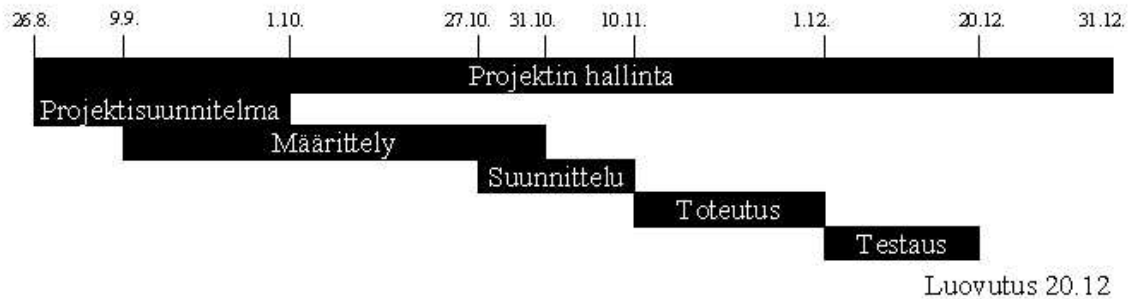 26.8. 9.9. 1.10. 27.10. 31.10. 10.11. 1.12. 20.12. 31.12.
Projektin hallinta
Projektisuunnitelma
Määrittely
Suunnittelu
Toteutus
Testaus
Luovutus 20.12